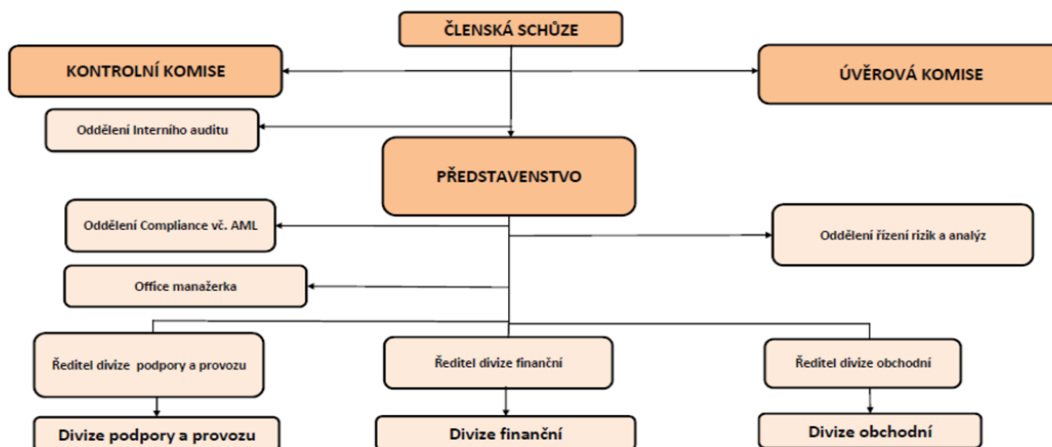 ČLENSKÁ SCHŮZE
KONTROLNÍ KOMISE
ÚVĚROVÁ KOMISE
Oddělení Interního auditu
PŘEDSTAVENSTVO
Oddělení Compliance vč. AML
Oddělení řízení rizik a analýz
Office manažerka
Ředitel divize podpory a provozu
Ředitel divize finanční
Ředitel divize obchodní
Divize podpory a provozu
Divize finanční
Divize obchodní